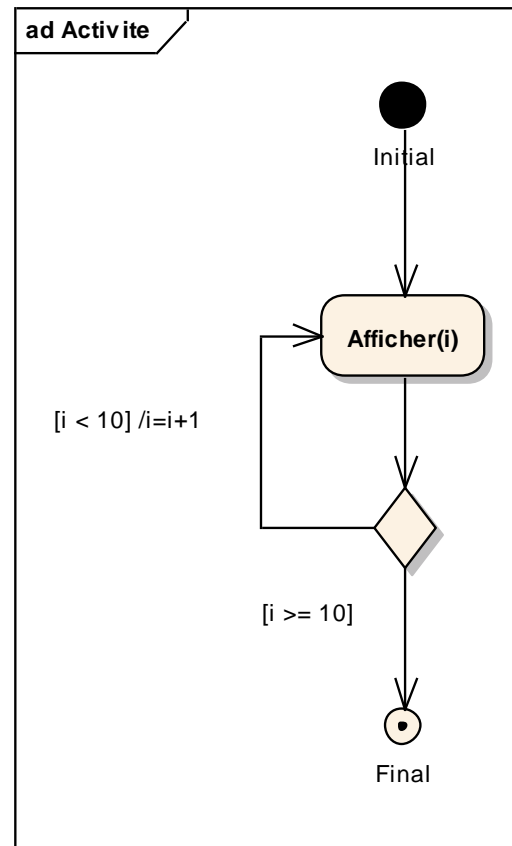 ad Activite
Initial
Afficher(i)
[i < 10] /i=i+1
[i >= 10]
Final